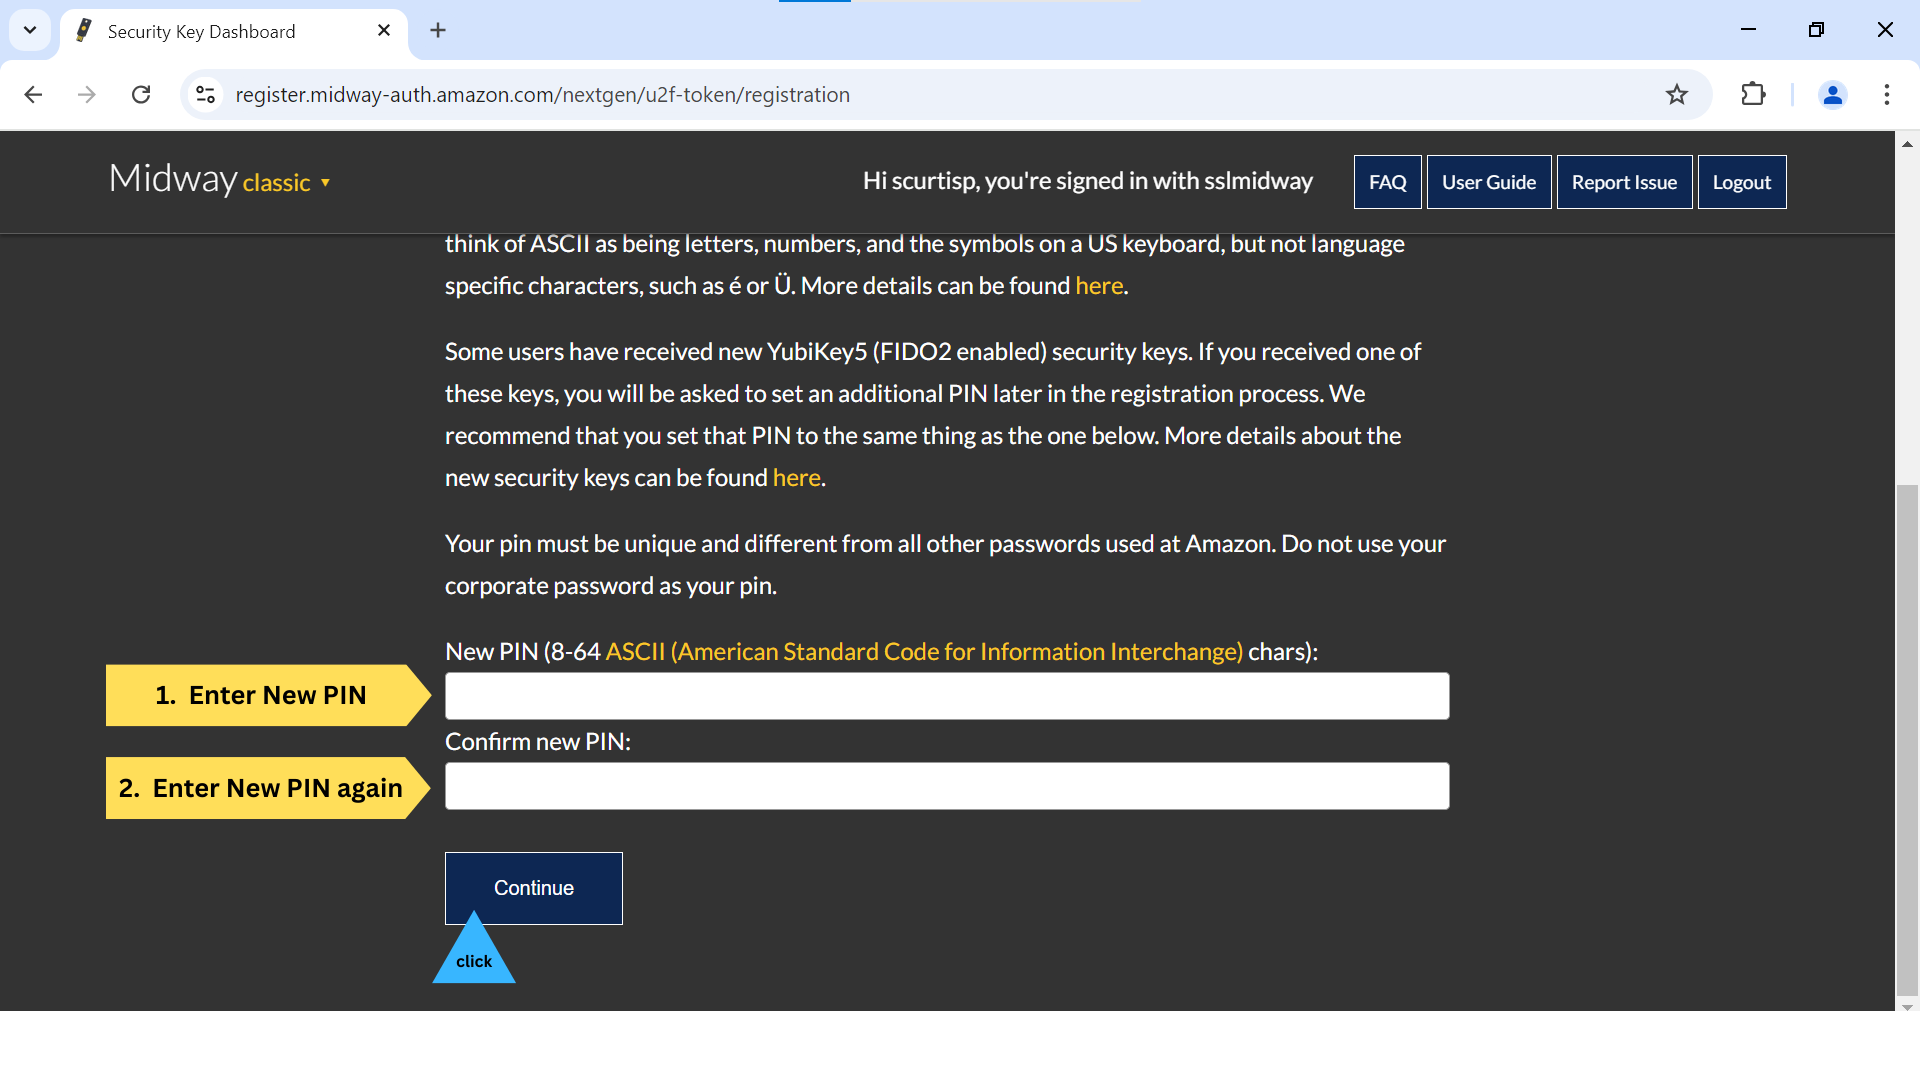 Security Key Dashboard
register.midway-auth.amazon.com/nextgen/u2f-token/registration
Midway classic ▾
Hi scurtisp, you're signed in with sslmidway
FAQ
User Guide
Report Issue
Logout
think of ASCII as being letters, numbers, and the symbols on a US keyboard, but not language
specific characters, such as é or Ü. More details can be found here.
Some users have received new YubiKey5 (FIDO2 enabled) security keys. If you received one of
these keys, you will be asked to set an additional PIN later in the registration process. We
recommend that you set that PIN to the same thing as the one below. More details about the
new security keys can be found here.
Your pin must be unique and different from all other passwords used at Amazon. Do not use your
corporate password as your pin.
New PIN (8-64 ASCII (American Standard Code for Information Interchange) chars):
1. Enter New PIN
Confirm new PIN:
2. Enter New PIN again
Continue
click